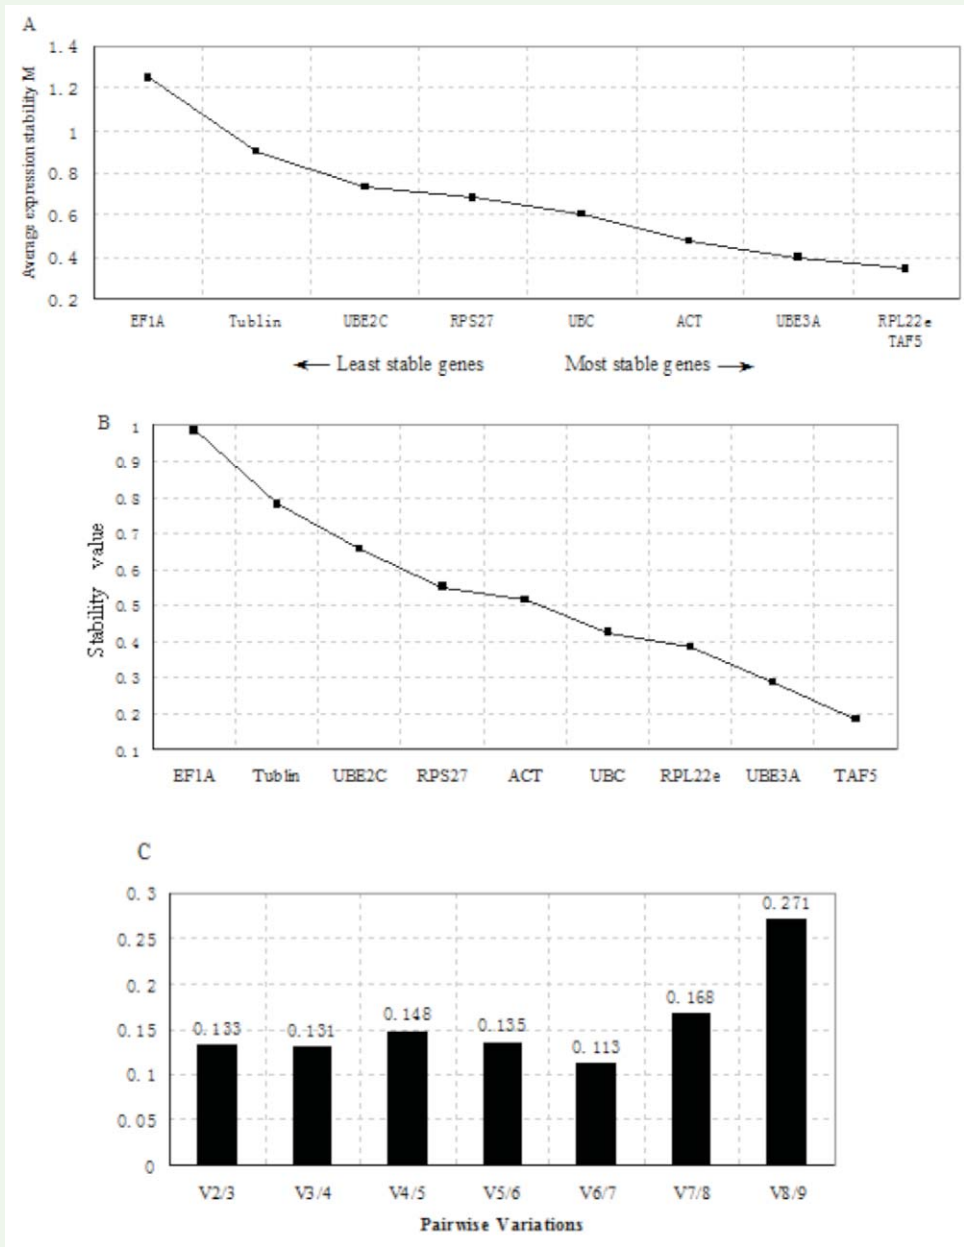 A
Average expression stability M
1.4
1.2
1
0.8
0.6
0.4
0.2
EF1A Tublin UBE2C RPS27 UBC ACT UBE3A RPL22e
TAF5
← Least stable genes Most stable genes →
B
Stability value
1
0.9
0.8
0.7
0.6
0.5
0.4
0.3
0.2
0.1
EF1A Tublin UBE2C RPS27 ACT UBC RPL22e UBE3A TAF5
C
0.3
0.25
0.2
0.15
0.1
0.05
0
0.133 0.131 0.148 0.135 0.113 0.168 0.271
V2/3 V3/4 V4/5 V5/6 V6/7 V7/8 V8/9
Pairwise Variations